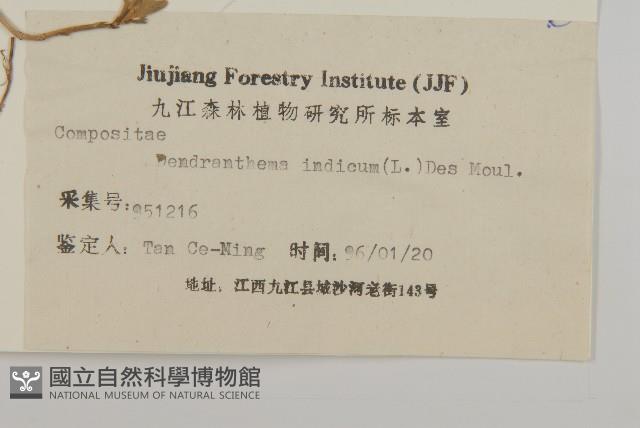 Jiujiang Forestry Institute (JJF)
九江森林植物研究所标本室
Compositae
Dendranthema indicum(L.)Des Moul.
采集号:951216
鉴定人: Tan Ce-Ming 时间: 96/01/20
地址: 江西九江县城沙河老街143号
國立自然科學博物館
NATIONAL MUSEUM OF NATURAL SCIENCE